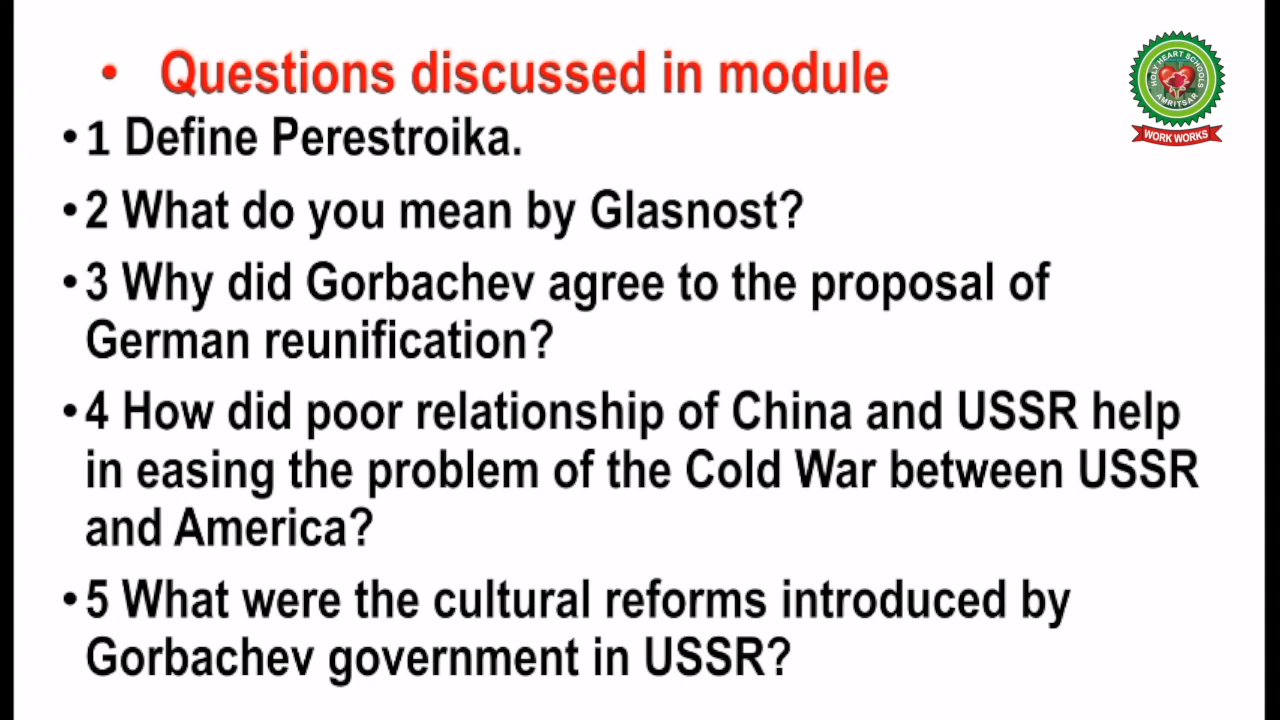 • Questions discussed in module
• 1 Define Perestroika.
• 2 What do you mean by Glasnost?
• 3 Why did Gorbachev agree to the proposal of
German reunification?
• 4 How did poor relationship of China and USSR help
in easing the problem of the Cold War between USSR
and America?
• 5 What were the cultural reforms introduced by
Gorbachev government in USSR?
HOLY HEART SCHOOLS
AMRITSAR
WORK WORKS